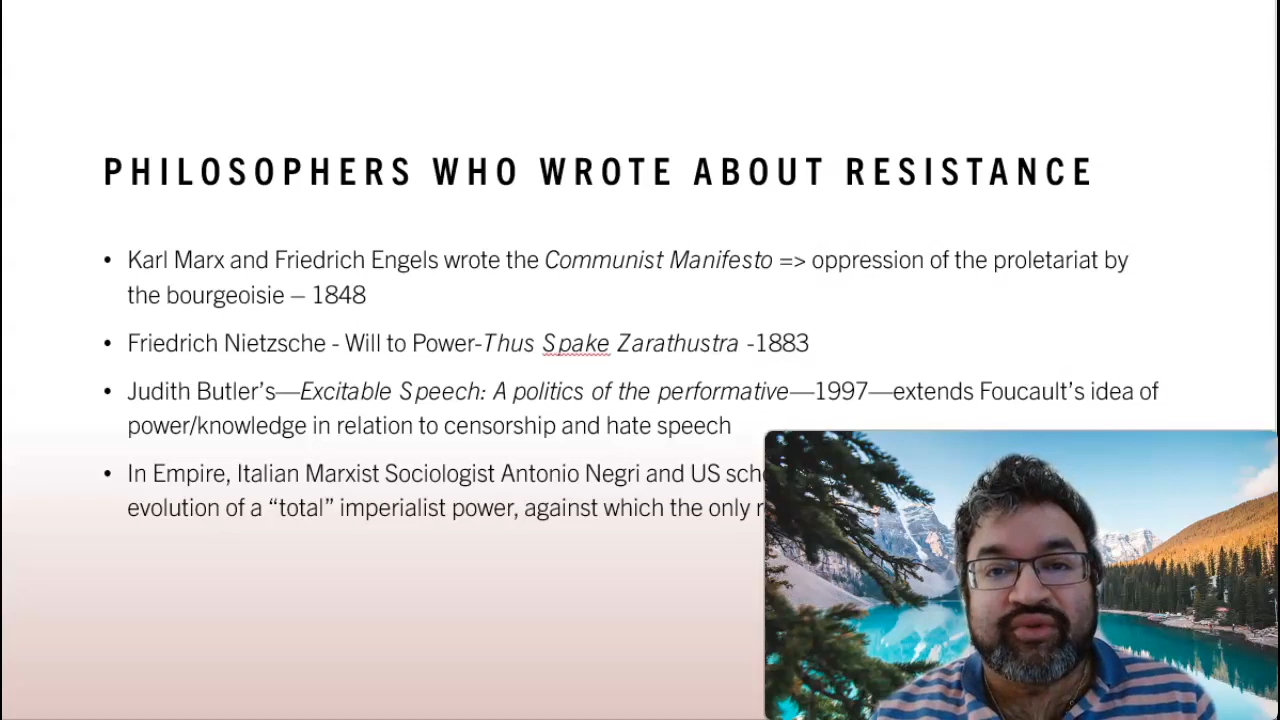 PHILOSOPHERS WHO WROTE ABOUT RESISTANCE
• Karl Marx and Friedrich Engels wrote the Communist Manifesto => oppression of the proletariat by
the bourgeoisie – 1848
• Friedrich Nietzsche - Will to Power-Thus Spake Zarathustra -1883
• Judith Butler’s—Excitable Speech: A politics of the performative—1997—extends Foucault’s idea of
power/knowledge in relation to censorship and hate speech
• In Empire, Italian Marxist Sociologist Antonio Negri and US
evolution of a “total” imperialist power, against which the only